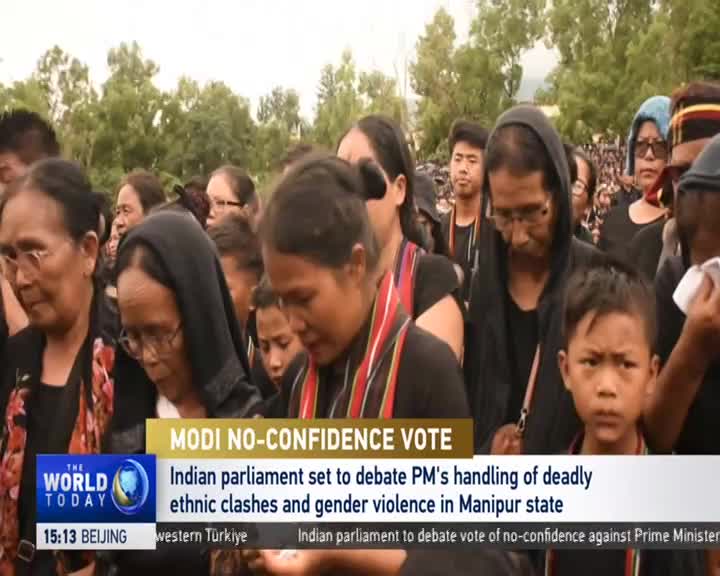 MODI NO-CONFIDENCE VOTE
Indian parliament set to debate PM's handling of deadly
ethnic clashes and gender violence in Manipur state
THE
WORLD
TODAY
15:13 BEIJING
western Türkiye Indian parliament to debate vote of no-confidence against Prime Minister